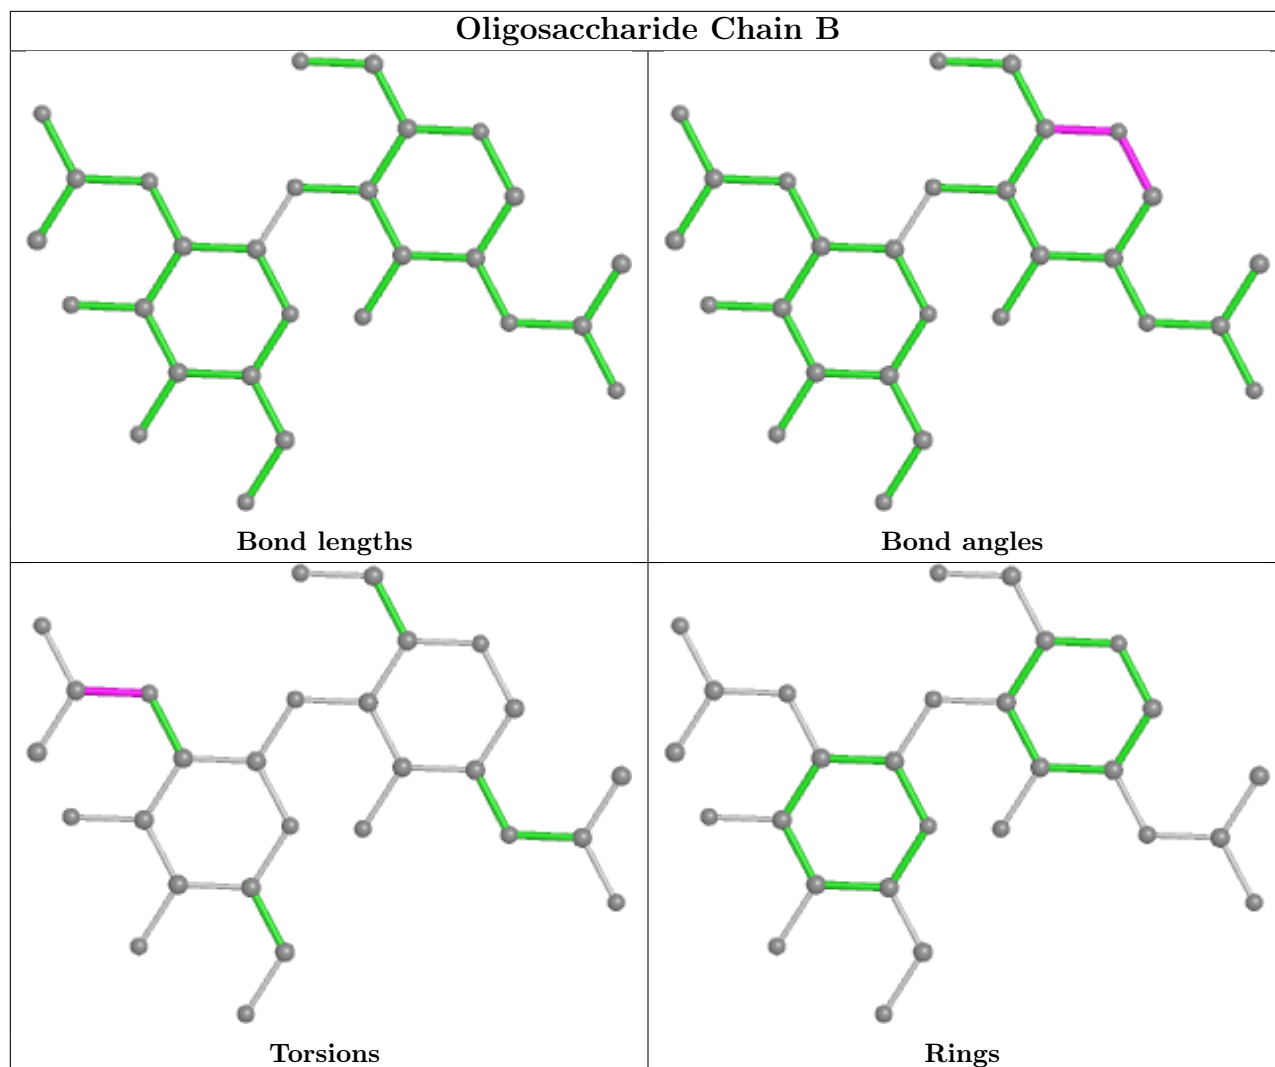 Oligosaccharide Chain B
Bond lengths
Bond angles
Torsions
Rings